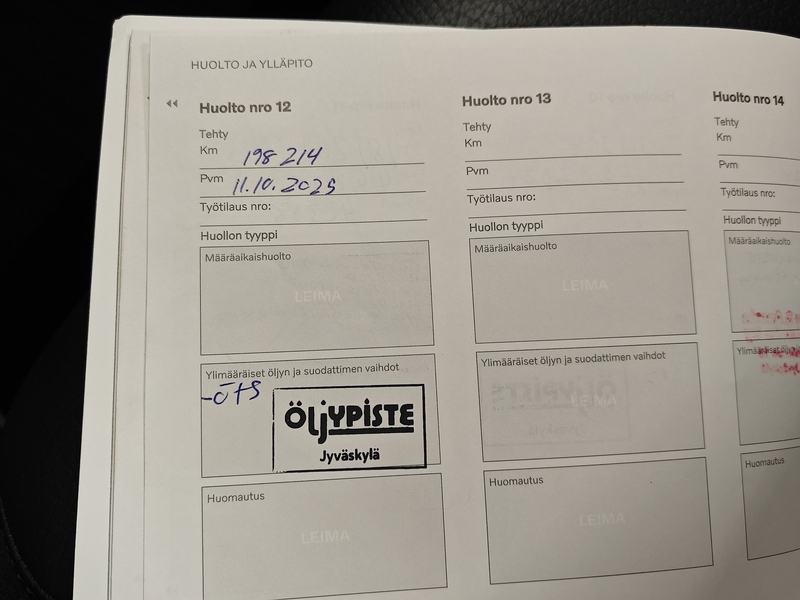 HUOLTO JA YLLÄPITO
Huolto nro 12
Tehty
Km 198 214
Pvm 11.10.2025
Työtilaus nro:
Huollon tyyppi
Määräaikaishuolto
LEIMA
Ylimääräiset öljyn ja suodattimen vaihdot
-ö+s
ÖLJYPISTE
Jyväskylä
Huomautus
LEIMA
Huolto nro 13
Tehty
Km
Pvm
Työtilaus nro:
Huollon tyyppi
Määräaikaishuolto
LEIMA
Ylimääräiset öljyn ja suodattimen vaihdot
LEIMA
Huomautus
LEIMA
Huolto nro 14
Tehty
Km
Pvm
Työtilaus nro:
Huollon tyyppi
Määräaikaishuolto
Huomautus